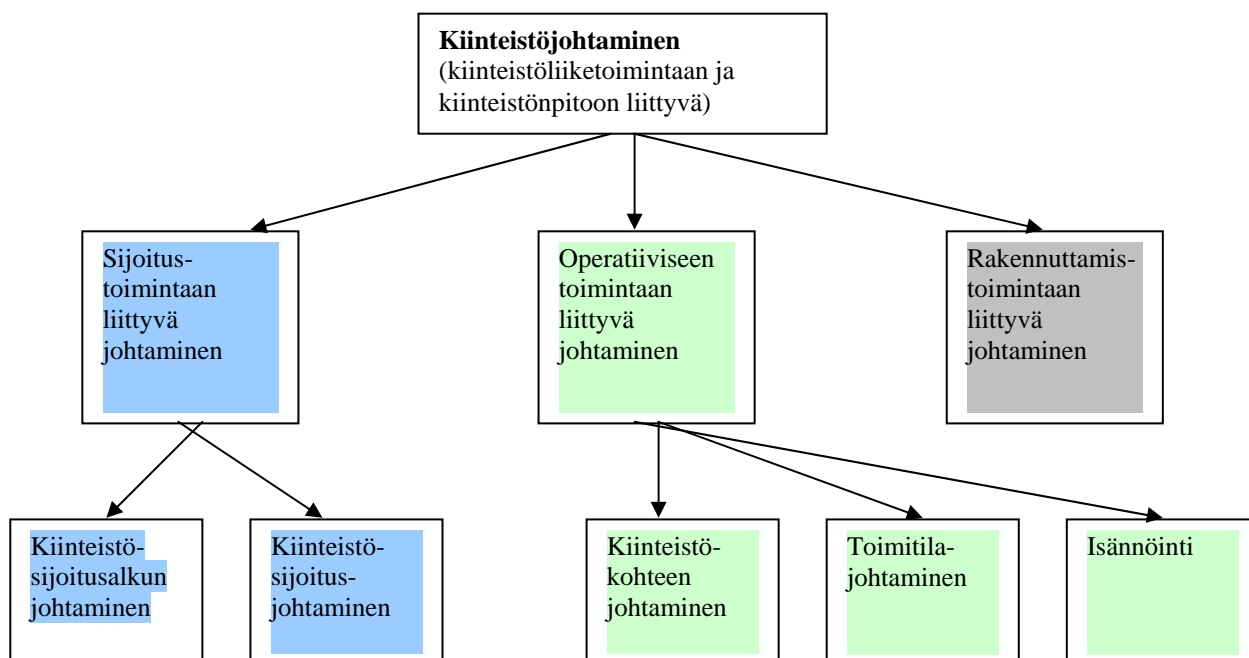 Kiinteistöjohtaminen
(kiinteistöliiketoimintaan ja
kiinteistönpitoon liittyvä)
Sijoitus-
toimintaan
liittyvä
johtaminen
Operatiiviseen
toimintaan
liittyvä
johtaminen
Rakennuttamis-
toimintaan
liittyvä
johtaminen
Kiinteistö-
sijoitusalkun
johtaminen
Kiinteistö-
sijoitus-
johtaminen
Kiinteistö-
kohteen
johtaminen
Toimitila-
johtaminen
Isännöinti